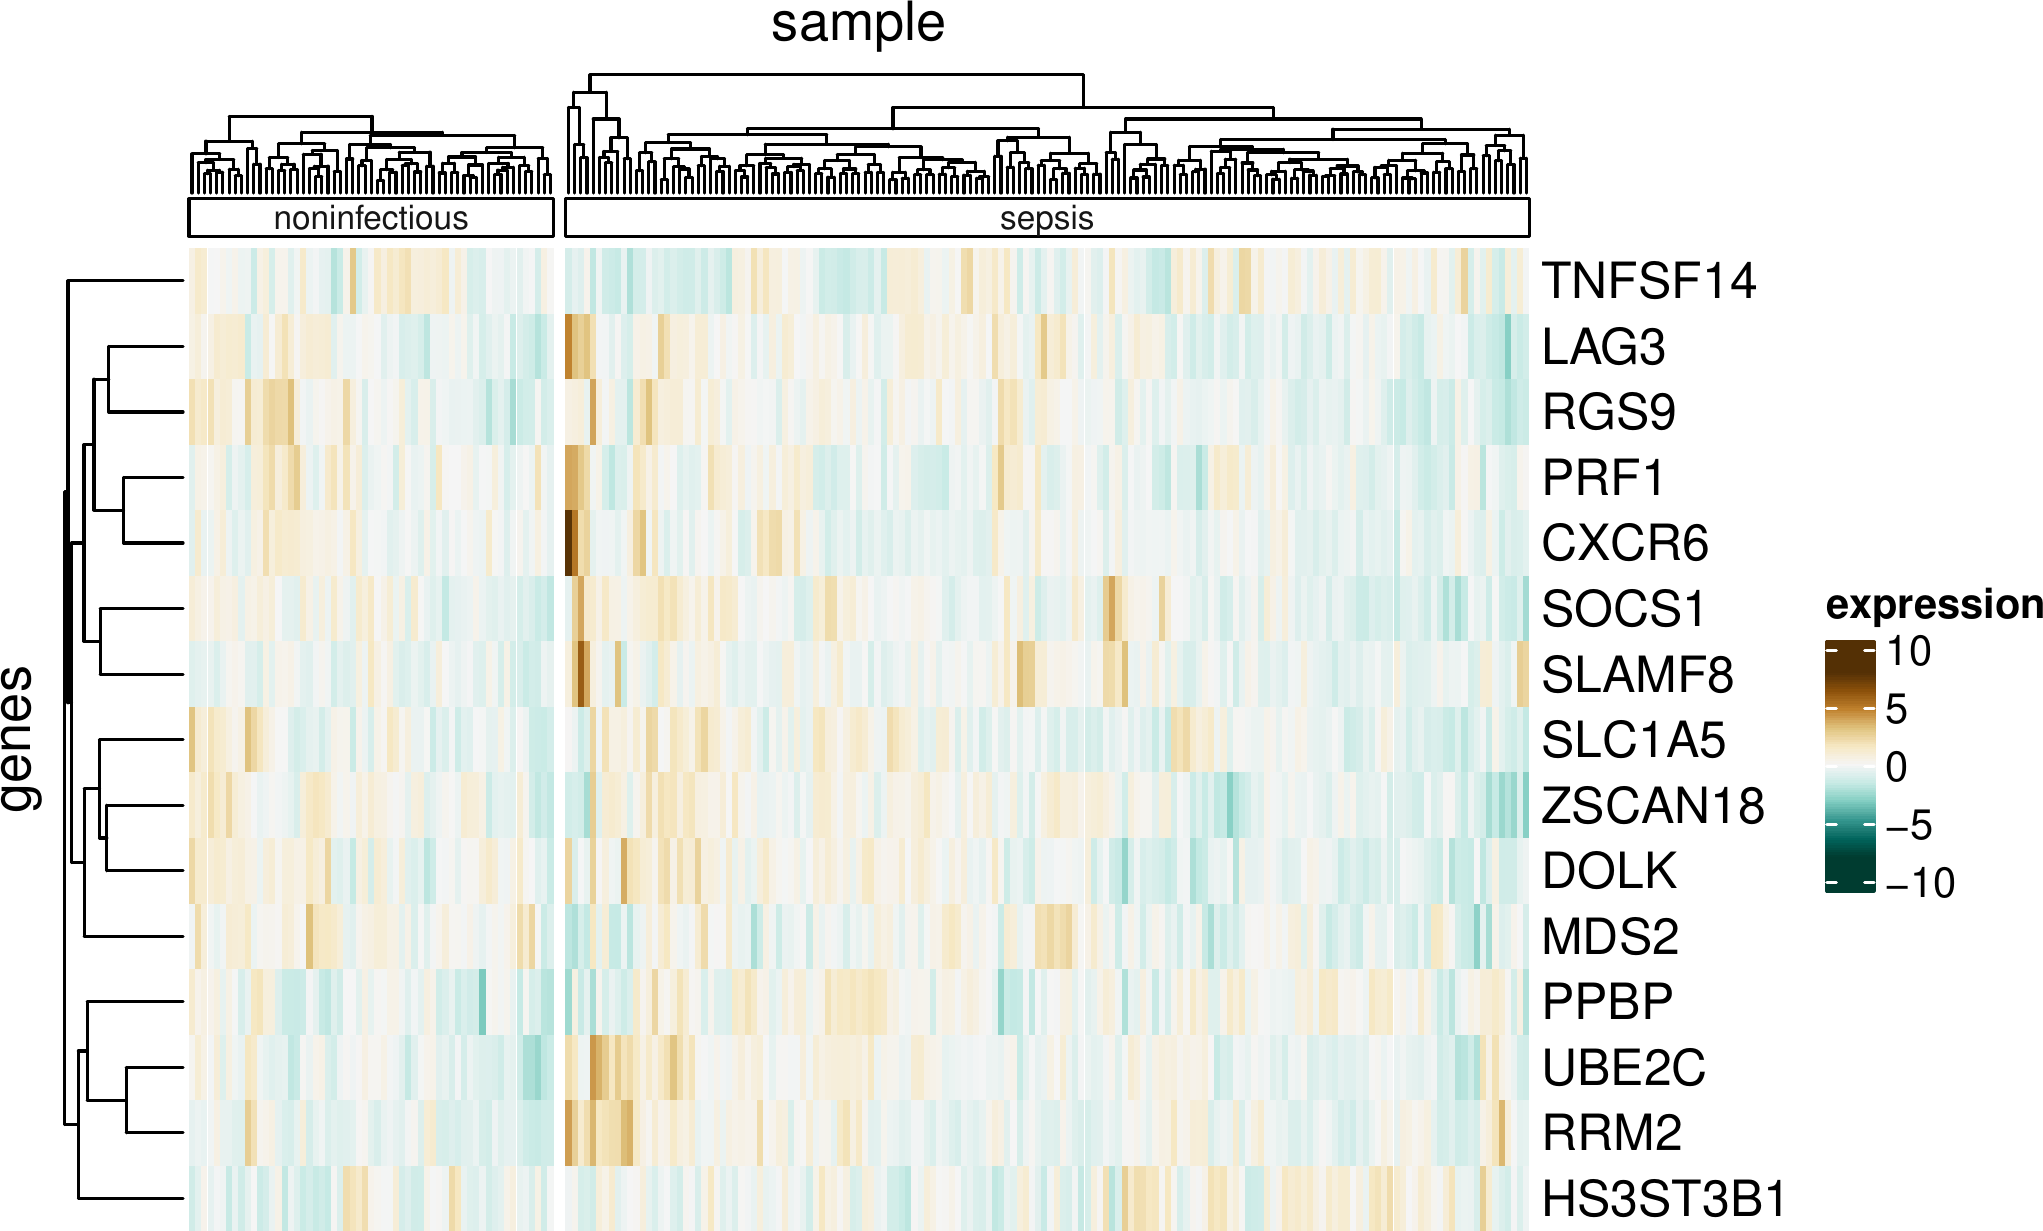 sample
noninfectious
sepsis
genes
TNFSF14
LAG3
RGS9
PRF1
CXCR6
SOCS1
SLAMF8
SLC1A5
ZSCAN18
DOLK
MDS2
PPBP
UBE2C
RRM2
HS3ST3B1
expression
10
5
0
−5
−10